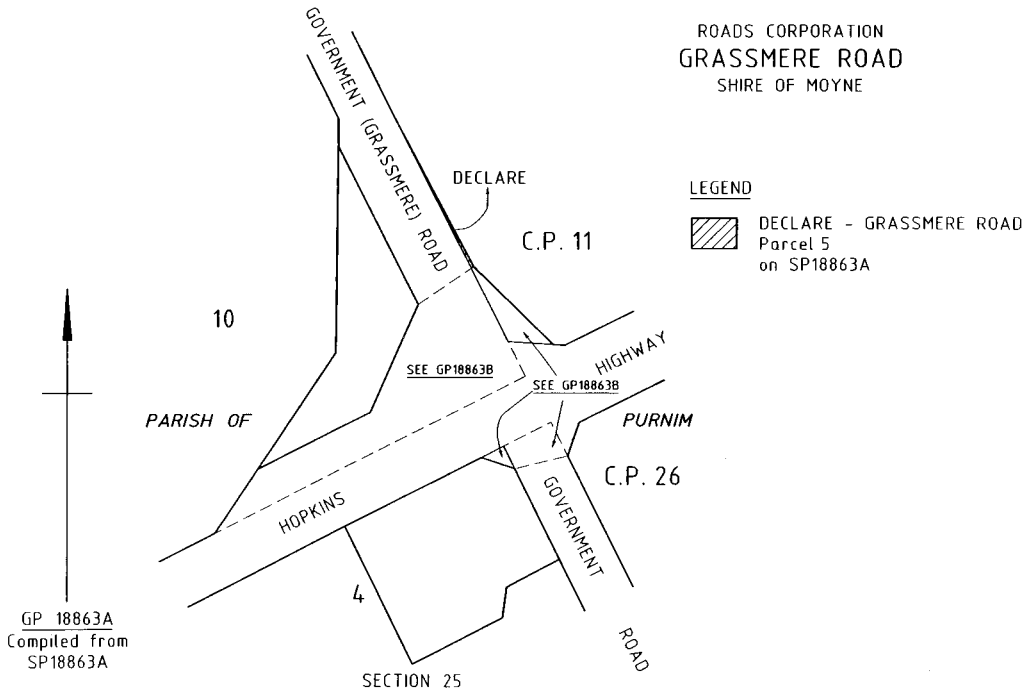 ROADS CORPORATION
GRASSMERE ROAD
SHIRE OF MOYNE
GOVERNMENT (GRASSMERE) ROAD
DECLARE
C.P. 11
LEGEND
DECLARE - GRASSMERE ROAD
Parcel 5
on SP18863A
10
SEE GP18863B
HIGHWAY
SEE GP18863B
PARISH OF
PURNIM
C.P. 26
HOPKINS
GOVERNMENT
ROAD
4
SECTION 25
GP 18863A
Compiled from
SP18863A